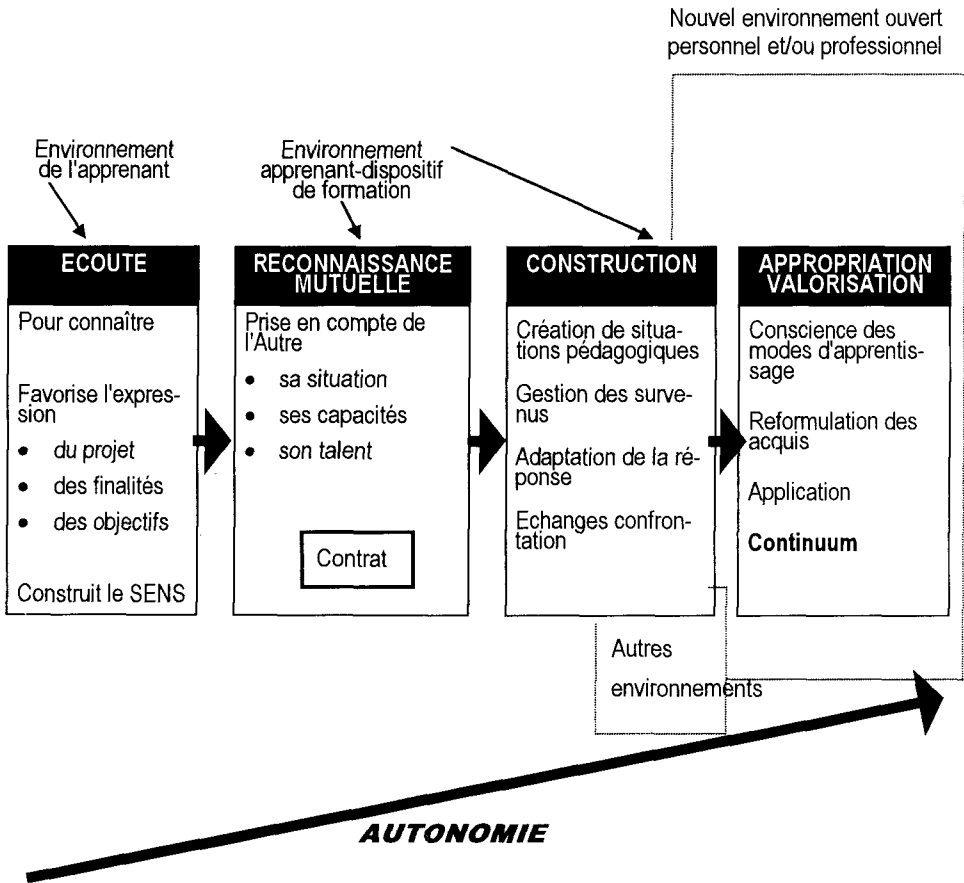 Nouvel environnement ouvert
personnel et/ou professionnel
Environnement
de l'apprenant
Environnement
apprenant-dispositif
de formation
ECOUTE
Pour connaître
Favorise l'expres-
sion
• du projet
• des finalités
• des objectifs
Construit le SENS
RECONNAISSANCE
MUTUELLE
Prise en compte de
l'Autre
• sa situation
• ses capacités
• son talent
Contrat
CONSTRUCTION
Création de situa-
tions pédagogiques
Gestion des surve-
nus
Adaptation de la ré-
ponse
Echanges confron-
tation
APPROPRIATION
VALORISATION
Conscience des
modes d'apprentis-
sage
Reformulation des
acquis
Application
Continuum
Autres
environnements
AUTONOMIE